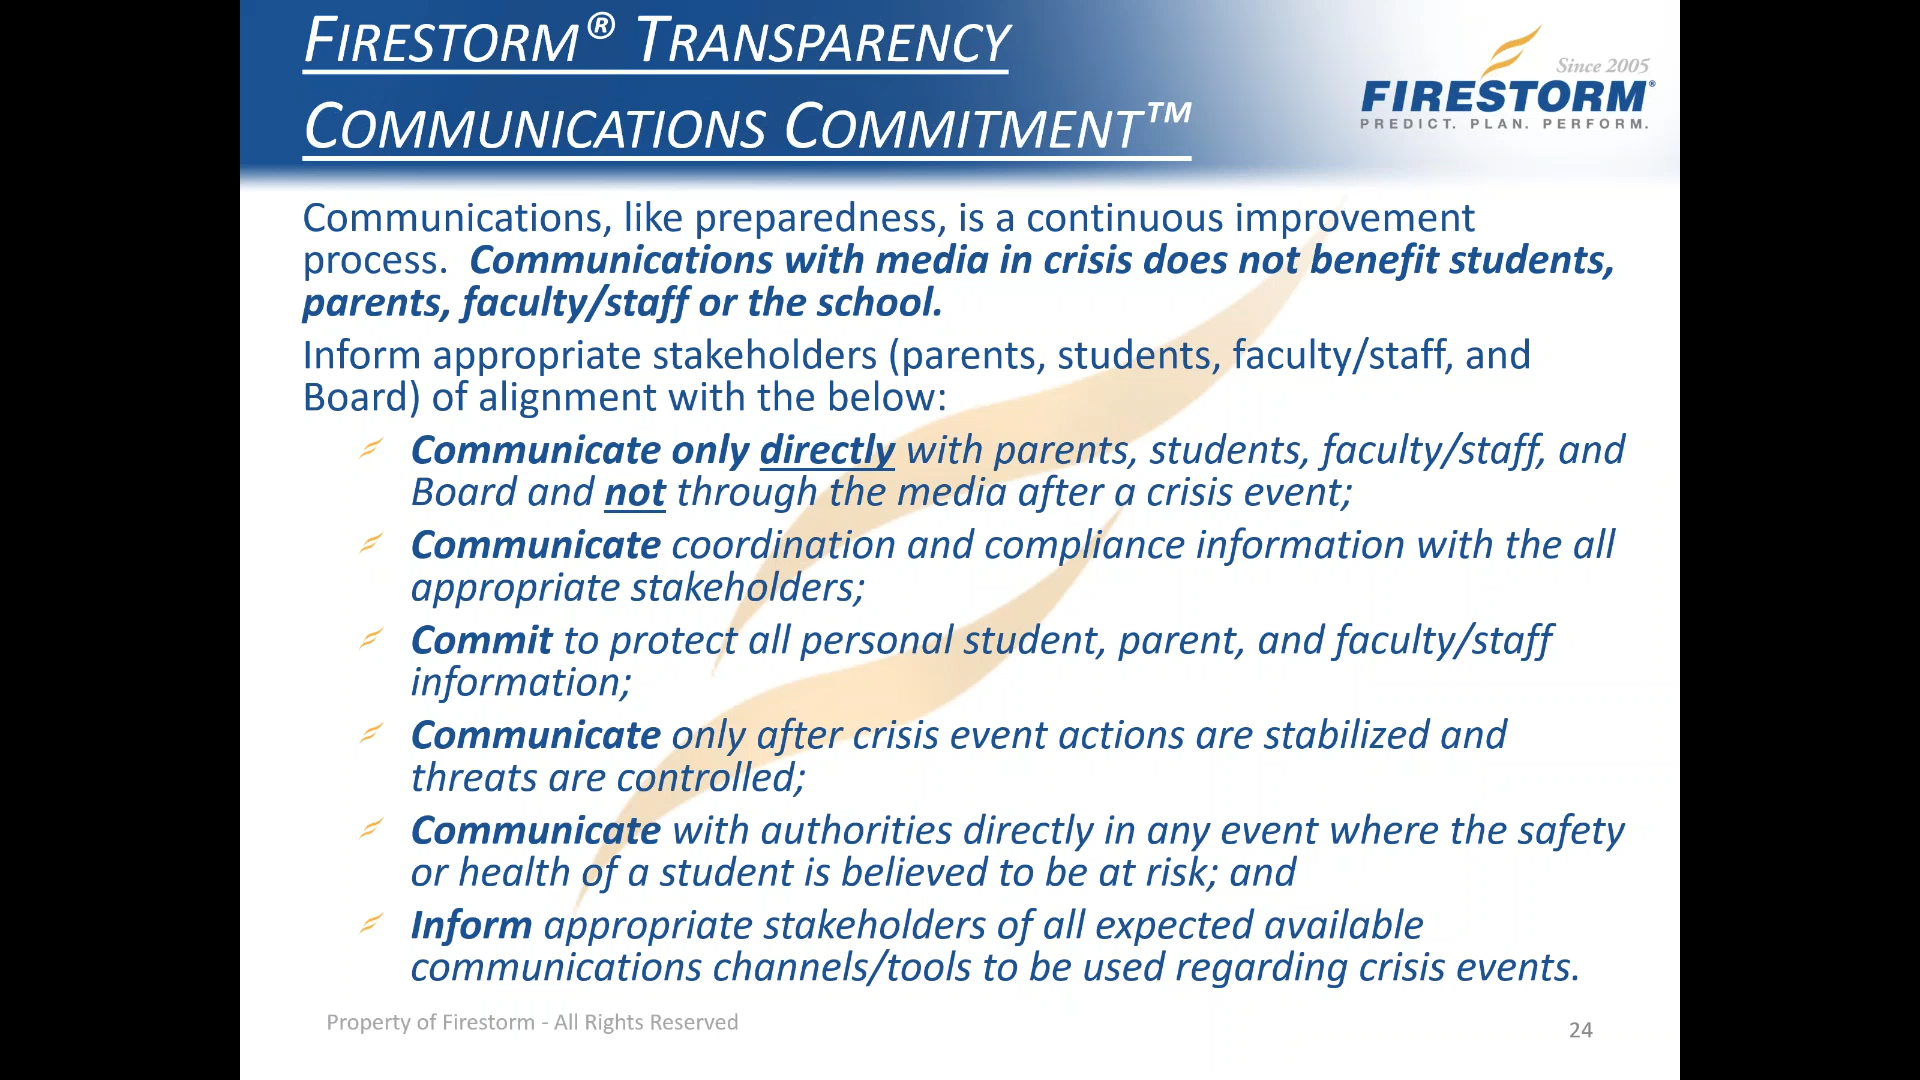 FIRESTORM® TRANSPARENCY
COMMUNICATIONS COMMITMENT™
Since 2005
FIRESTORM®
PREDICT. PLAN. PERFORM.
Communications, like preparedness, is a continuous improvement
process. Communications with media in crisis does not benefit students,
parents, faculty/staff or the school.
Inform appropriate stakeholders (parents, students, faculty/staff, and
Board) of alignment with the below:
Communicate only directly with parents, students, faculty/staff, and
Board and not through the media after a crisis event;
Communicate coordination and compliance information with the all
appropriate stakeholders;
Commit to protect all personal student, parent, and faculty/staff
information;
Communicate only after crisis event actions are stabilized and
threats are controlled;
Communicate with authorities directly in any event where the safety
or health of a student is believed to be at risk; and
Inform appropriate stakeholders of all expected available
communications channels/tools to be used regarding crisis events.
Property of Firestorm - All Rights Reserved
24